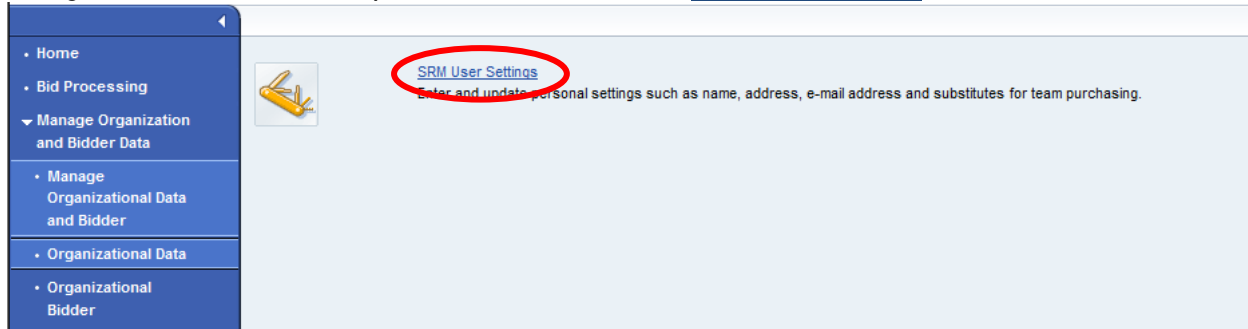 Home
Bid Processing
Manage Organization
and Bidder Data
Manage
Organizational Data
and Bidder
Organizational Data
Organizational
Bidder
SRM User Settings
Enter and update personal settings such as name, address, e-mail address and substitutes for team purchasing.